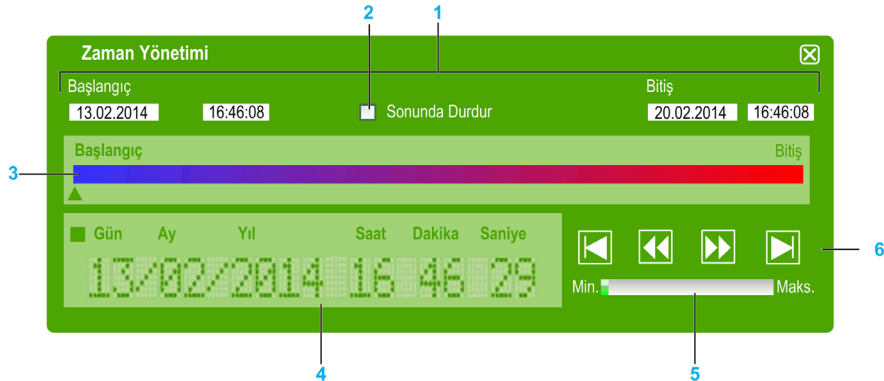 2 1
Zaman Yönetimi
Başlangıç Bitiş
13.02.2014 16:46:08 Sonunda Durdur 20.02.2014 16:46:08
Başlangıç Bitiş
3
Gün Ay Yıl Saat Dakika Saniye
13/02/2014 16 46 29
6
Min. Maks.
4 5